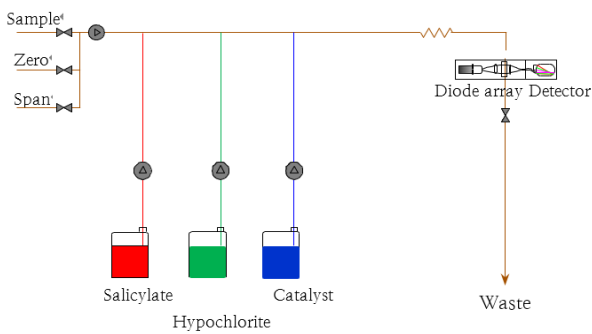 Sample
Zero
Span
Diode array Detector
Salicylate
Catalyst
Hypochlorite
Waste